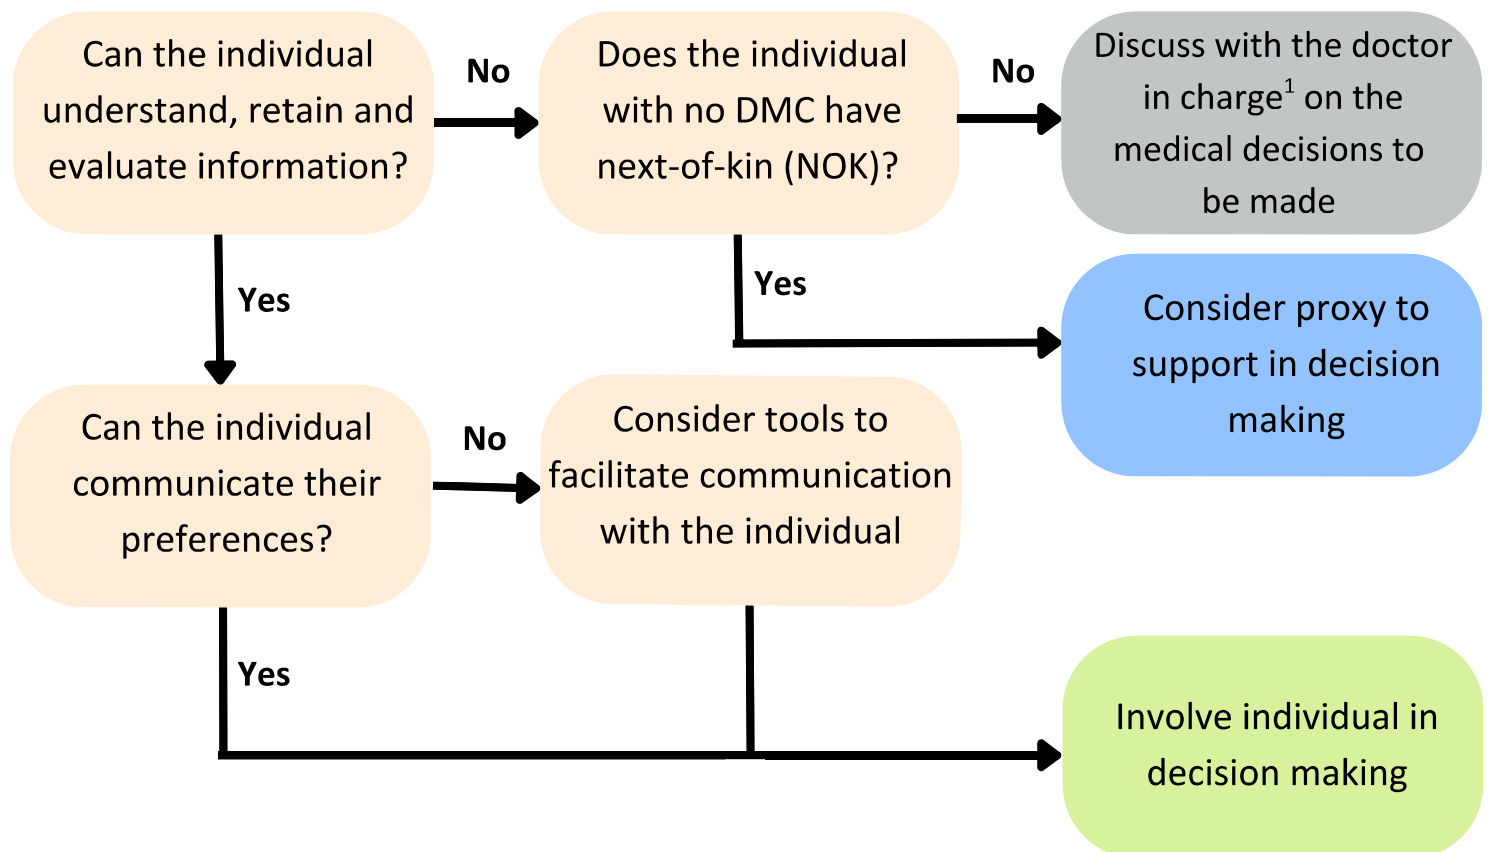 Can the individual
understand, retain and
evaluate information?
No
Does the individual
with no DMC have
next-of-kin (NOK)?
No
Discuss with the doctor
in charge¹ on the
medical decisions to
be made
Yes
Yes
Consider proxy to
support in decision
making
Can the individual
communicate their
preferences?
No
Consider tools to
facilitate communication
with the individual
Yes
Involve individual in
decision making